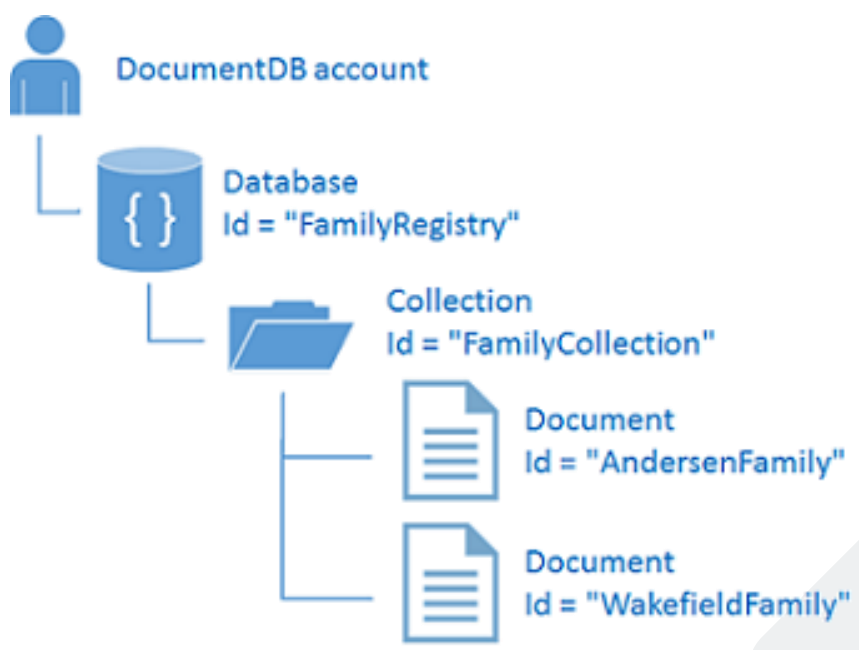 DocumentDB account
Database
{ }
Id = "FamilyRegistry"
Collection
Id = "FamilyCollection"
Document
Id = "AndersenFamily"
Document
Id = "WakefieldFamily"